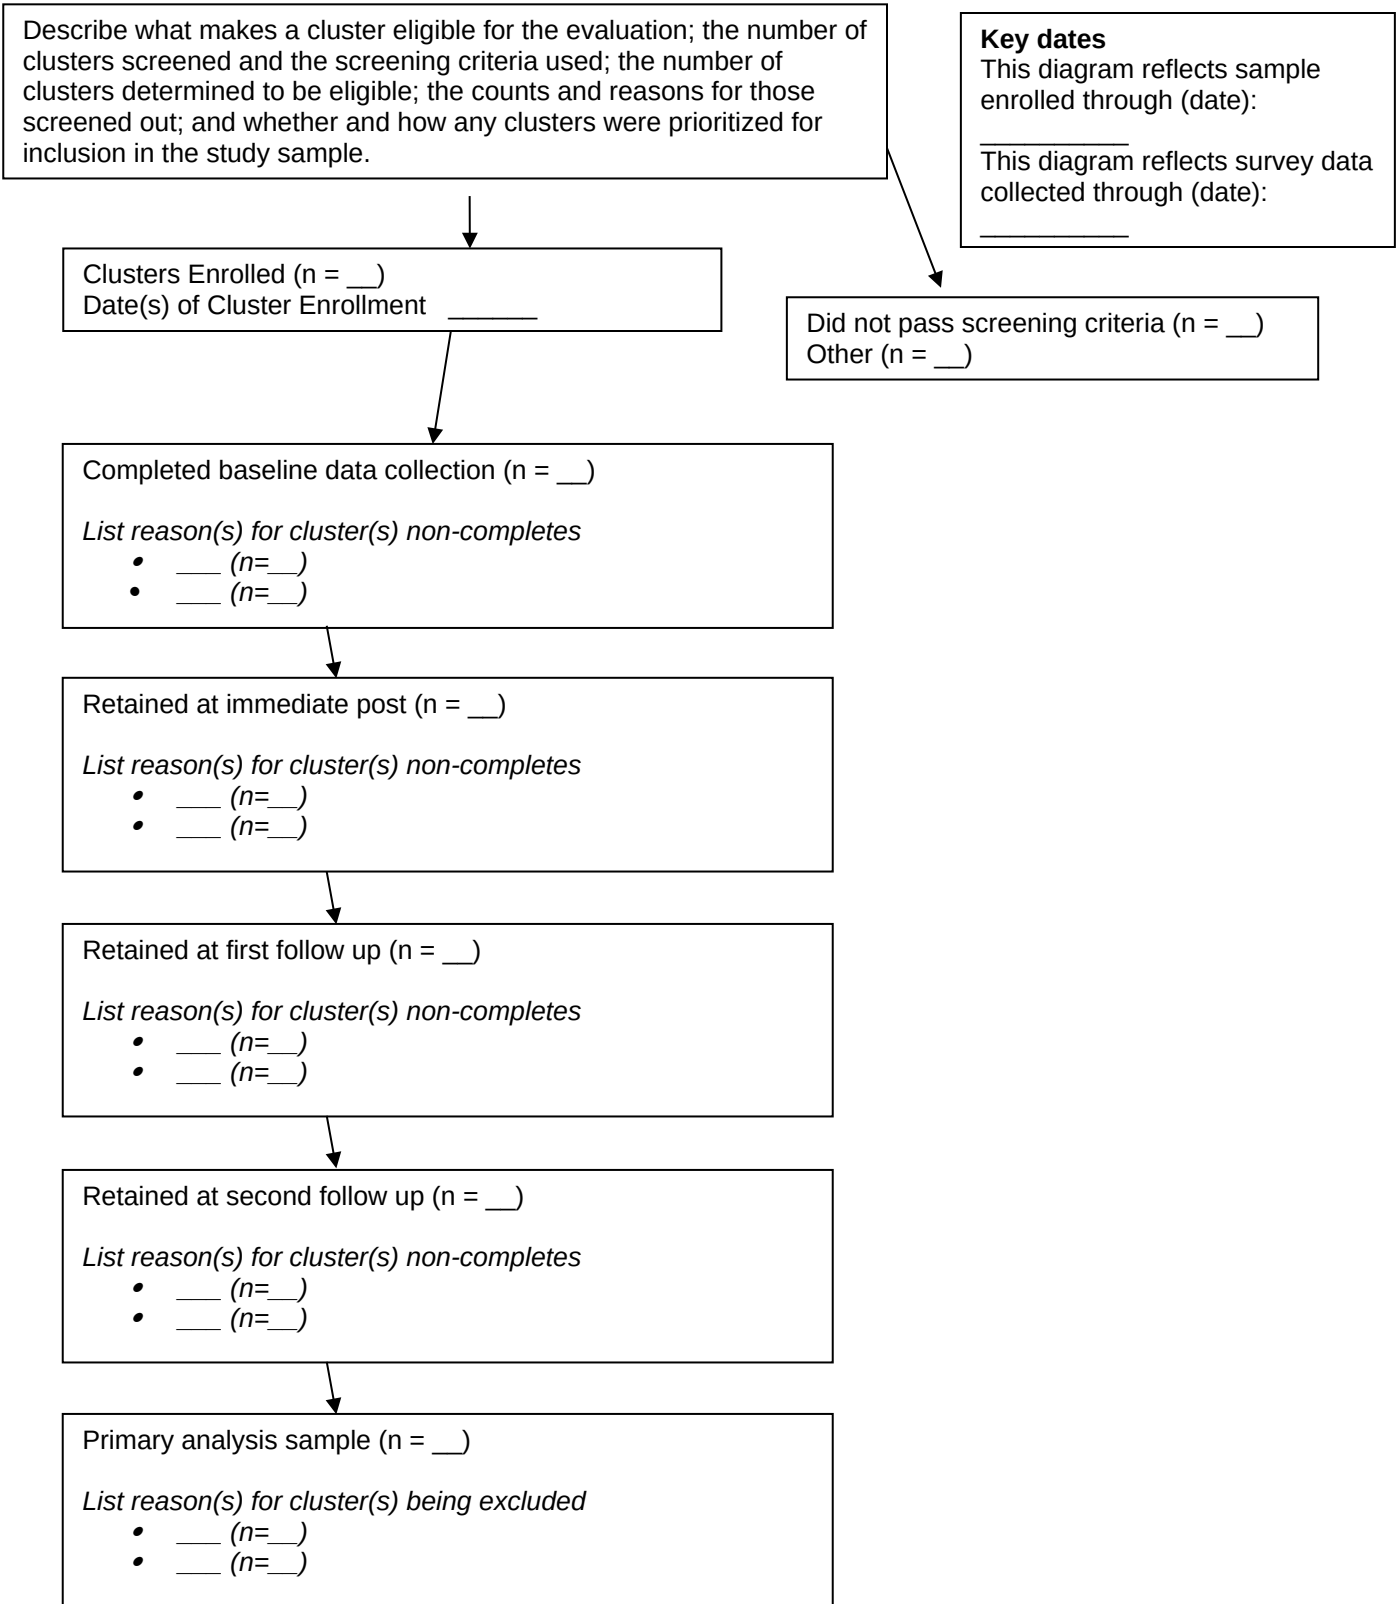 Describe what makes a cluster eligible for the evaluation; the number of
clusters screened and the screening criteria used; the number of
clusters determined to be eligible; the counts and reasons for those
screened out; and whether and how any clusters were prioritized for
inclusion in the study sample.
Key dates
This diagram reflects sample
enrolled through (date):
__________
This diagram reflects survey data
collected through (date):
__________
Clusters Enrolled (n = __)
Date(s) of Cluster Enrollment ______
Did not pass screening criteria (n = __)
Other (n = __)
Completed baseline data collection (n = __)
List reason(s) for cluster(s) non-completes
• ___ (n=__)
• ___ (n=__)
Retained at immediate post (n = __)
List reason(s) for cluster(s) non-completes
• ___ (n=__)
• ___ (n=__)
Retained at first follow up (n = __)
List reason(s) for cluster(s) non-completes
• ___ (n=__)
• ___ (n=__)
Retained at second follow up (n = __)
List reason(s) for cluster(s) non-completes
• ___ (n=__)
• ___ (n=__)
Primary analysis sample (n = __)
List reason(s) for cluster(s) being excluded
• ___ (n=__)
• ___ (n=__)